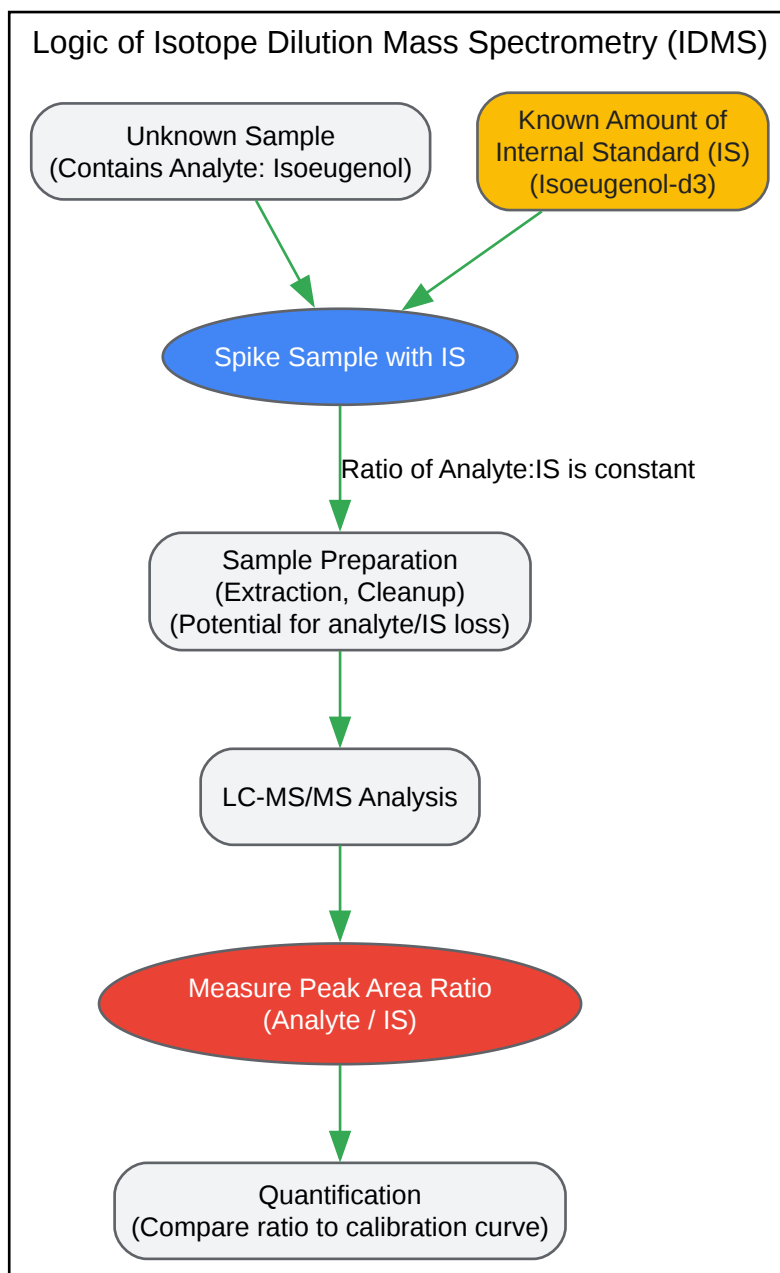 Logic of Isotope Dilution Mass Spectrometry (IDMS)
Unknown Sample
(Contains Analyte: Isoeugenol)
Known Amount of
Internal Standard (IS)
(Isoeugenol-d3)
Spike Sample with IS
Ratio of Analyte:IS is constant
Sample Preparation
(Extraction, Cleanup)
(Potential for analyte/IS loss)
LC-MS/MS Analysis
Measure Peak Area Ratio
(Analyte / IS)
Quantification
(Compare ratio to calibration curve)